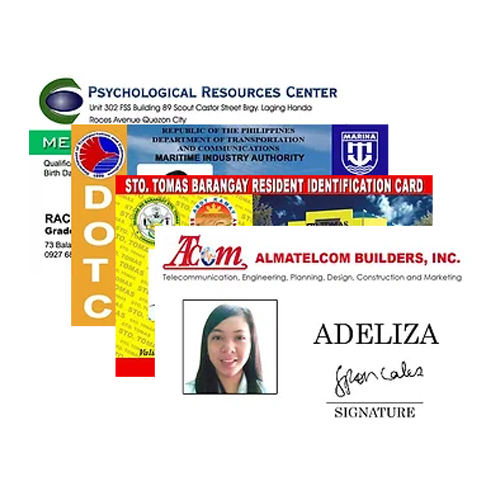 PSYCHOLOGICAL RESOURCES CENTER
Unit 302 FSS Building 89 Scout Castor Street Brgy. Laging Handa
Roces Avenue Quezon City
ME
Qualific
Birth Da
RAC
Grade
73 Bala
0927 68
REPUBLIC OF THE PHILIPPINES
DEPARTMENT OF TRANSPORTATION
AND COMMUNICATIONS
MARITIME INDUSTRY AUTHORITY
MARINA
DOTC
STO. TOMAS BARANGAY RESIDENT IDENTIFICATION CARD
STO. TOMAS
Vali
ATCOM
ALMATELCOM BUILDERS, INC.
Telecommunication, Engineering, Planning, Design, Construction and Marketing
ADELIZA
SIGNATURE